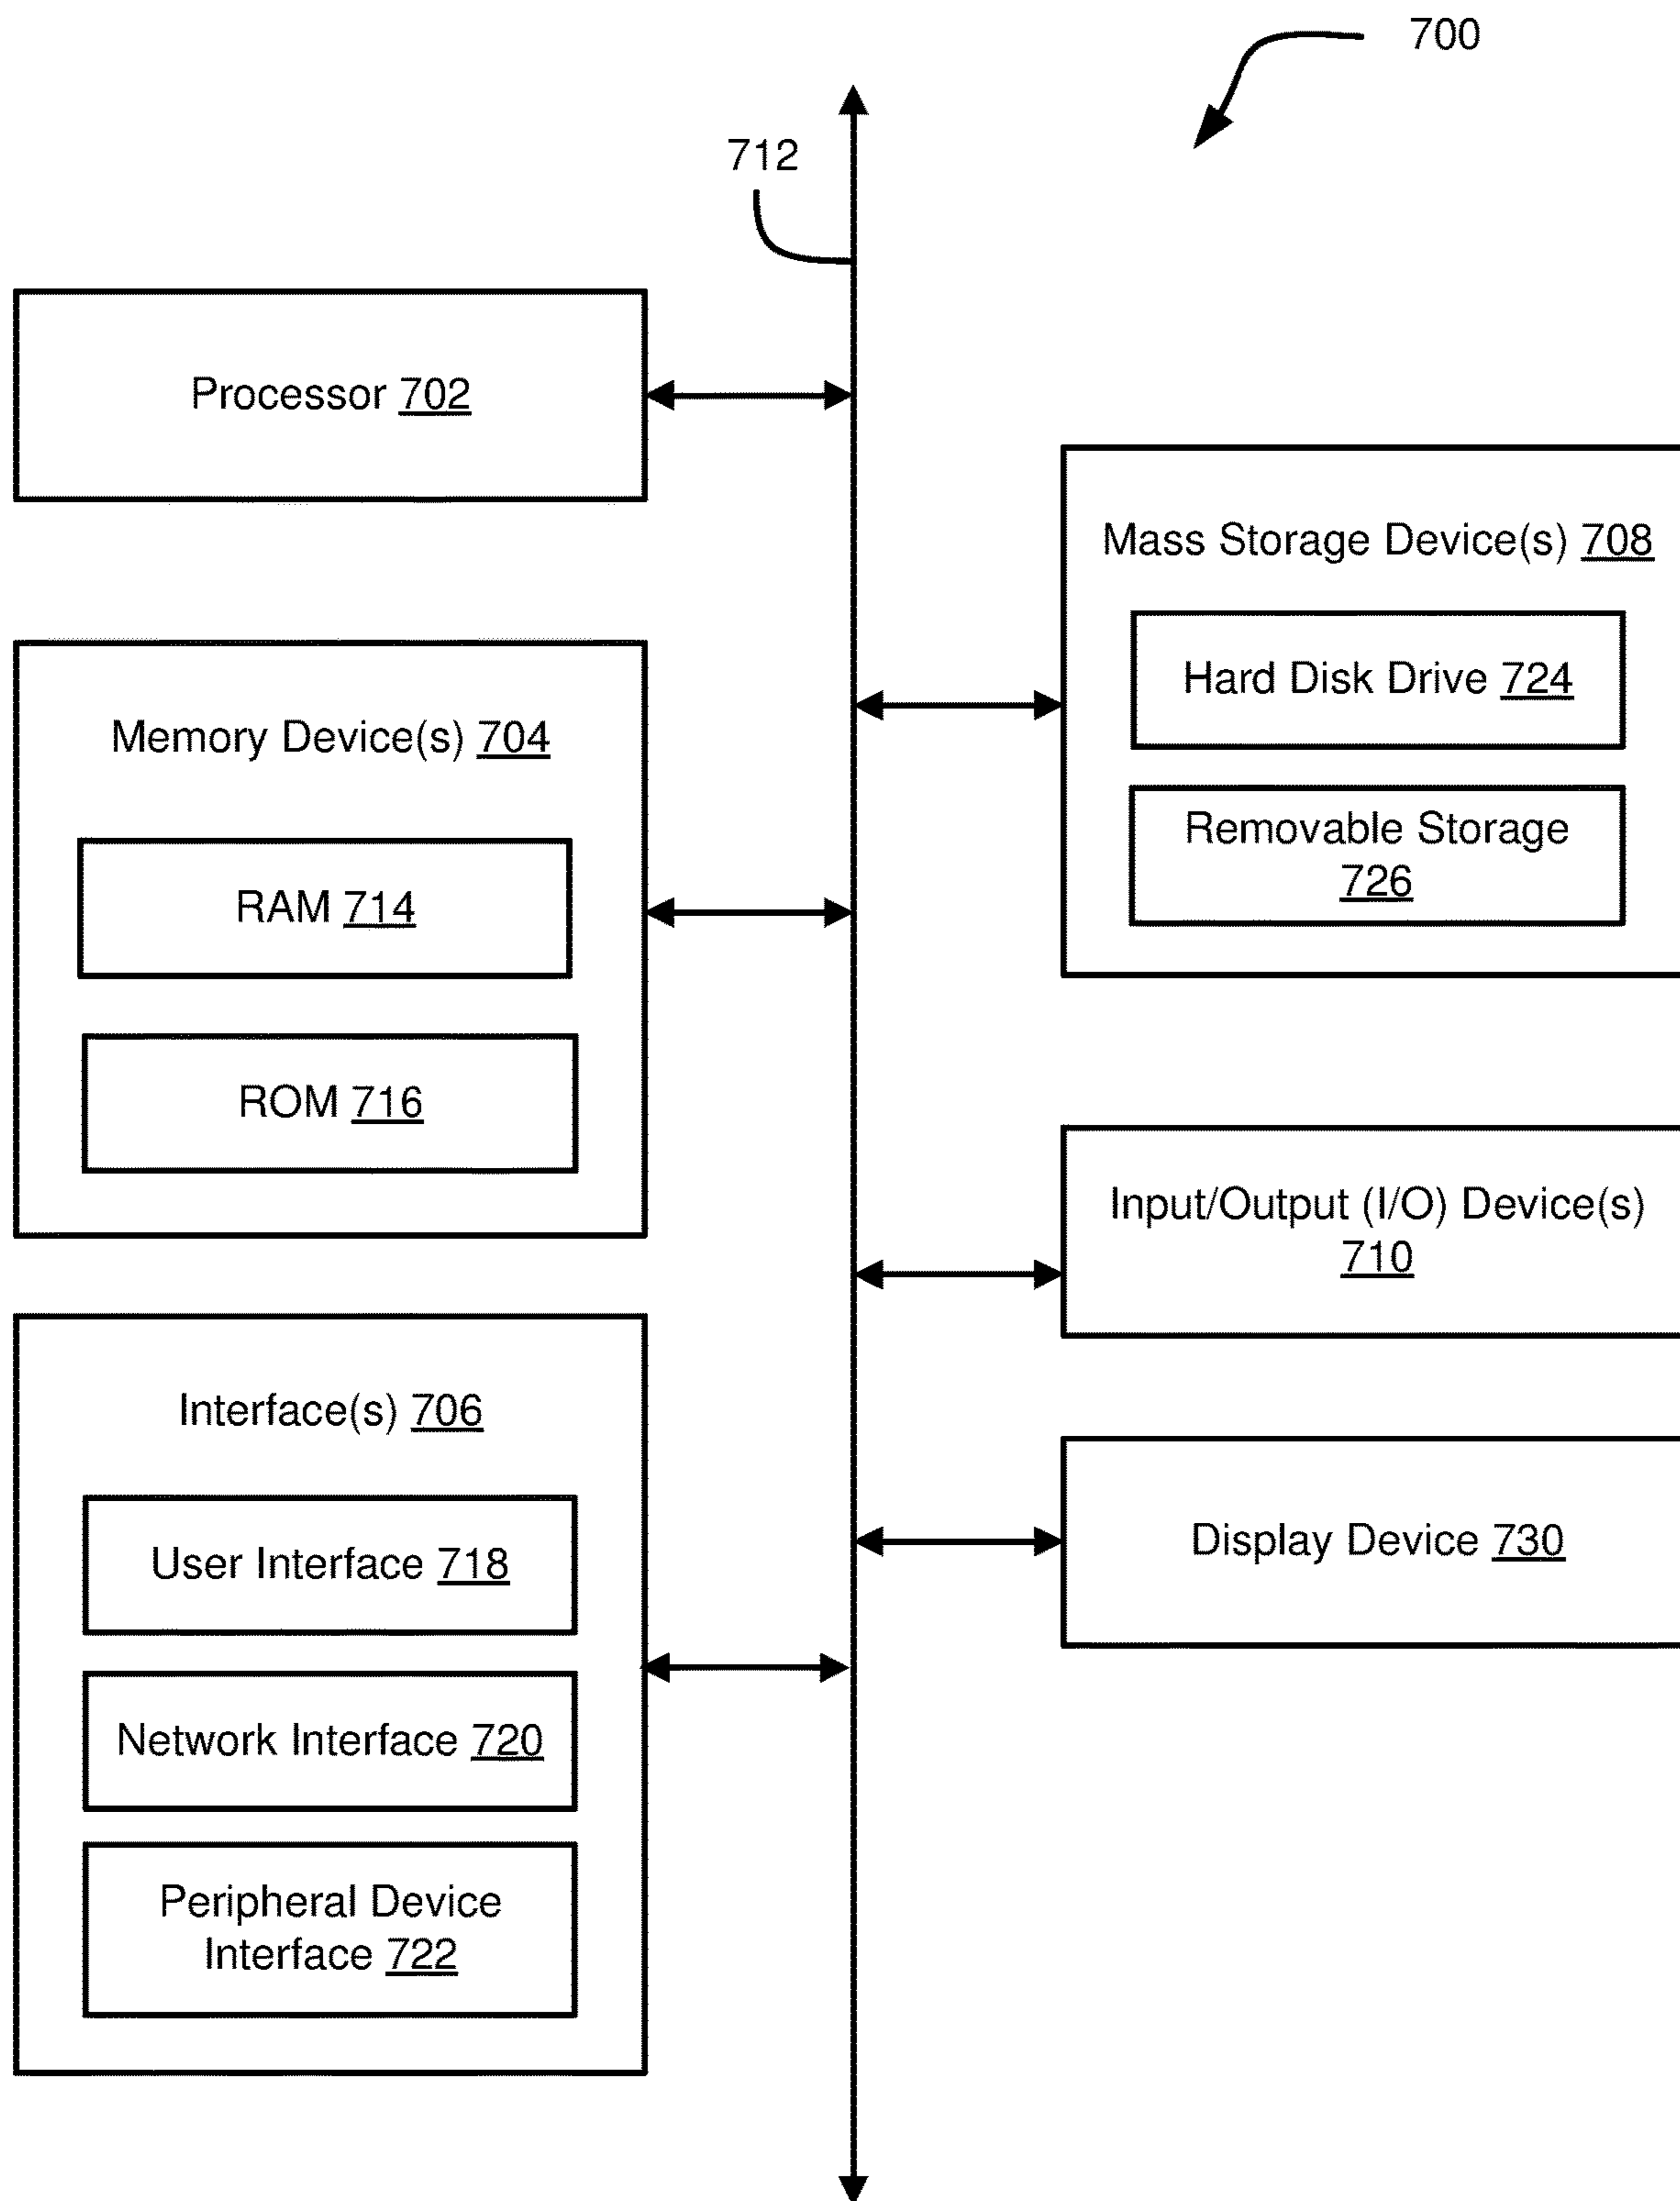 700
712
Processor 702
Memory Device(s) 704
RAM 714
ROM 716
Interface(s) 706
User Interface 718
Network Interface 720
Peripheral Device
Interface 722
Mass Storage Device(s) 708
Hard Disk Drive 724
Removable Storage
726
Input/Output (I/O) Device(s)
710
Display Device 730